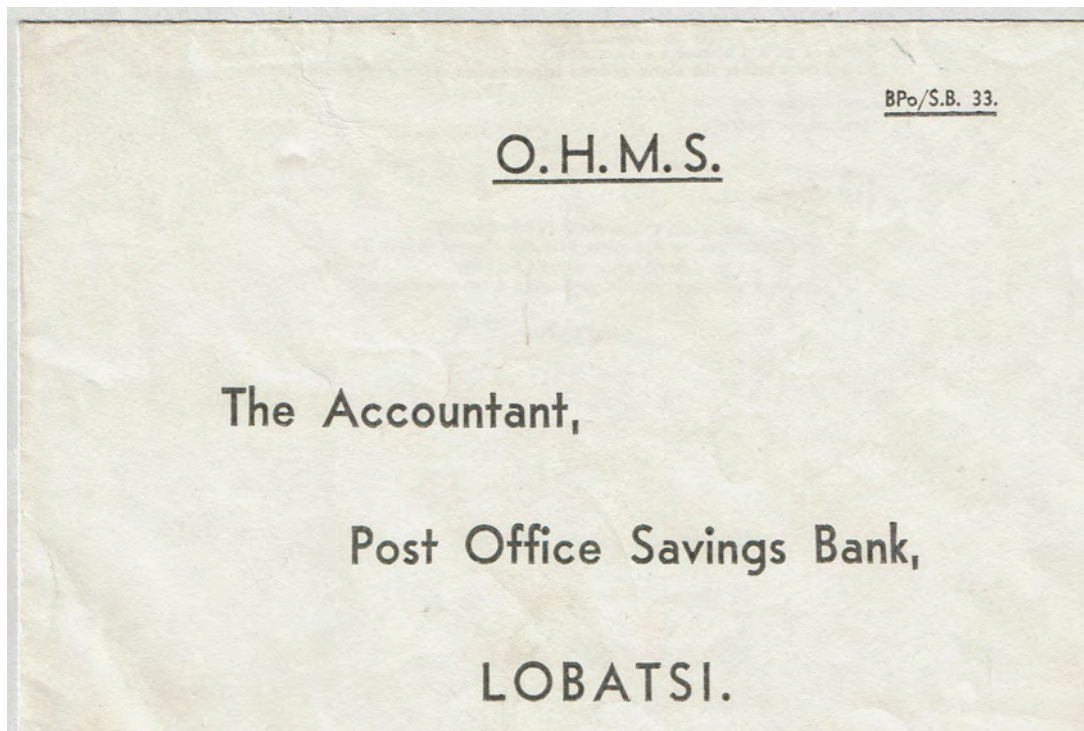 BPo/S.B. 33.
O. H. M. S.
The Accountant,
Post Office Savings Bank,
LOBATSI.